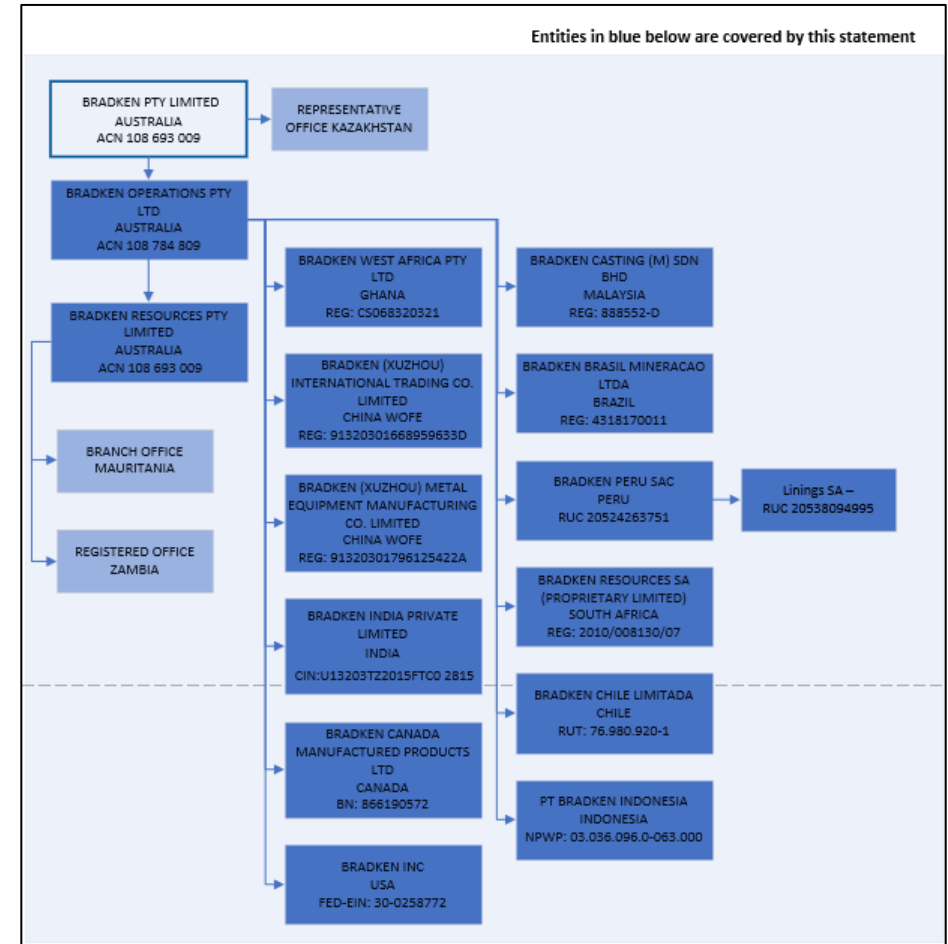 Entities in blue below are covered by this statement
BRADKEN PTY LIMITED
AUSTRALIA
ACN 108 693 009
REPRESENTATIVE
OFFICE KAZAKHSTAN
BRADKEN OPERATIONS PTY
LTD
AUSTRALIA
ACN 108 784 809
BRADKEN RESOURCES PTY
LIMITED
AUSTRALIA
ACN 108 693 009
BRANCH OFFICE
MAURITANIA
REGISTERED OFFICE
ZAMBIA
BRADKEN WEST AFRICA PTY
LTD
GHANA
REG: CS068320321
BRADKEN (XUZHOU)
INTERNATIONAL TRADING CO.
LIMITED
CHINA WOFE
REG: 91320301668959633D
BRADKEN (XUZHOU) METAL
EQUIPMENT MANUFACTURING
CO. LIMITED
CHINA WOFE
REG: 91320301796125422A
BRADKEN INDIA PRIVATE
LIMITED
INDIA
CIN:U13203TZ2015FTC0 2815
BRADKEN CANADA
MANUFACTURED PRODUCTS
LTD
CANADA
BN: 866190572
BRADKEN INC
USA
FED-EIN: 30-0258772
BRADKEN CASTING (M) SDN
BHD
MALAYSIA
REG: 888552-D
BRADKEN BRASIL MINERACAO
LTDA
BRAZIL
REG: 4318170011
BRADKEN PERU SAC
PERU
RUC 20524263751
Linings SA –
RUC 20538094995
BRADKEN RESOURCES SA
(PROPRIETARY LIMITED)
SOUTH AFRICA
REG: 2010/008130/07
BRADKEN CHILE LIMITADA
CHILE
RUT: 76.980.920-1
PT BRADKEN INDONESIA
INDONESIA
NPWP: 03.036.096.0-063.000